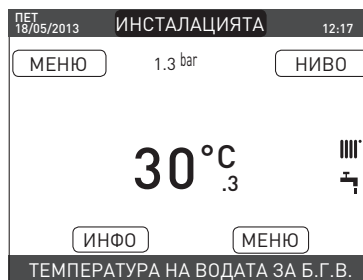 ПЕТ
18/05/2013 ИНСТАЛАЦИЯТА 12:17
МЕНЮ 1.3 bar НИВО
30°C
.3
ИНФО МЕНЮ
ТЕМПЕРАТУРА НА ВОДАТА ЗА Б.Г.В.